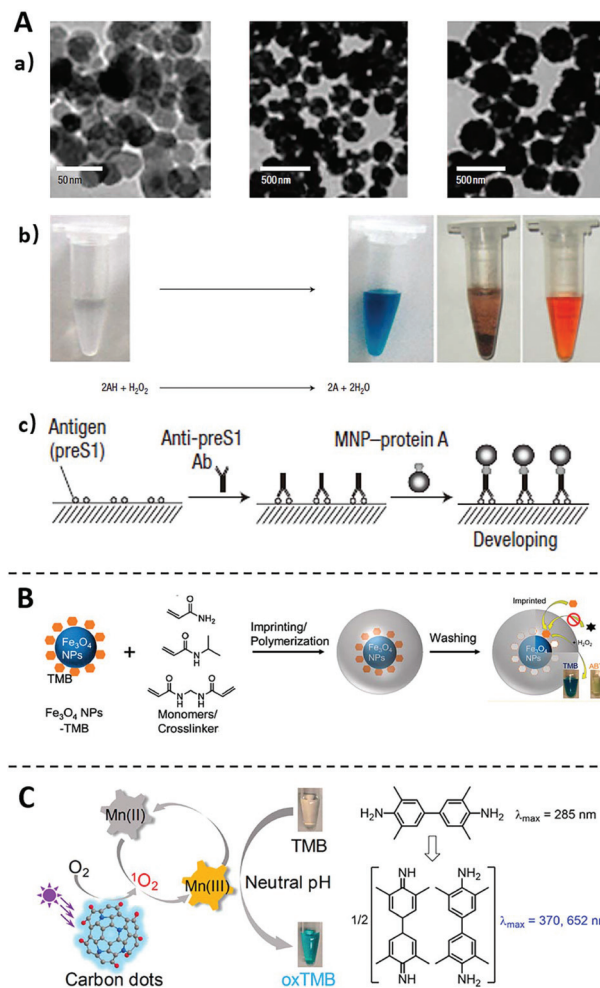 A
a)
50 nm
500 nm
500 nm
b)
2AH + H₂O₂
2A + 2H₂O
c)
Antigen
(preS1)
Anti-preS1
Ab
MNP–protein A
Developing
B
TMB
Fe₃O₄
NPs
Fe₃O₄ NPs
-TMB
+
O
NH₂
O
N
H
O
O
N
H
N
H
Monomers/
Crosslinker
Imprinting/
Polymerization
Fe₃O₄
NPs
Washing
Imprinted
Fe₃O₄
NPs
H₂O₂
TMB
C
Mn(II)
O₂
¹O₂
Mn(III)
Carbon dots
TMB
Neutral pH
oxTMB
H₂N
NH₂
λmax = 285 nm
1/2
NH
NH₂
NH
NH₂
λmax = 370, 652 nm